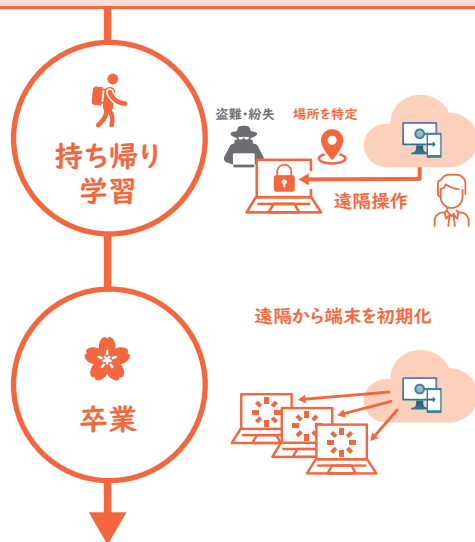 持ち帰り
学習
盗難・紛失
場所を特定
遠隔操作
卒業
遠隔から端末を初期化